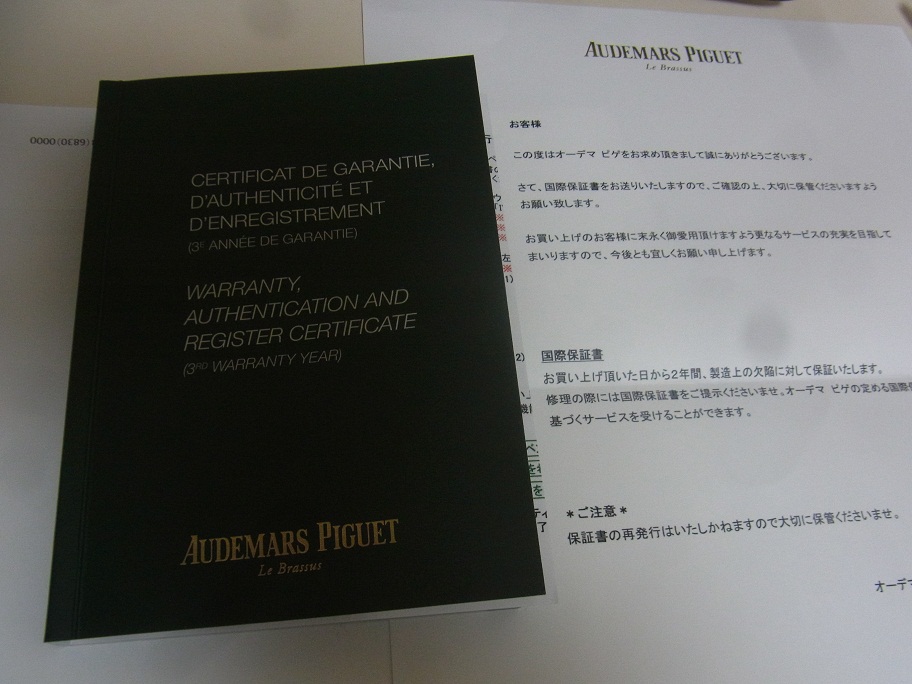 0000(0E89)
CERTIFICAT DE GARANTIE,
D'AUTHENTICITÉ ET
D'ENREGISTREMENT
(3E ANNÉE DE GARANTIE)
WARRANTY,
AUTHENTICATION AND
REGISTER CERTIFICATE
(3RD WARRANTY YEAR)
AUDEMARS PIGUET
Le Brassus
AUDEMARS PIGUET
Le Brassus
お客様
この度はオーデマ ピゲをお求め頂きまして誠にありがとうございます。
さて、国際保証書をお送りいたしますので、ご確認の上、大切に保管くださいますよう
お願い致します。
お買い上げのお客様に末永く御愛用頂けますよう更なるサービスの充実を目指して
まいりますので、今後とも宜しくお願い申し上げます。
国際保証書
お買い上げ頂いた日から2年間、製造上の欠陥に対して保証いたします。
修理の際には国際保証書をご提示くださいませ。オーデマ ピゲの定める国際
基づくサービスを受けることができます。
*ご注意*
保証書の再発行はいたしかねますので大切に保管くださいませ。
オーデマ